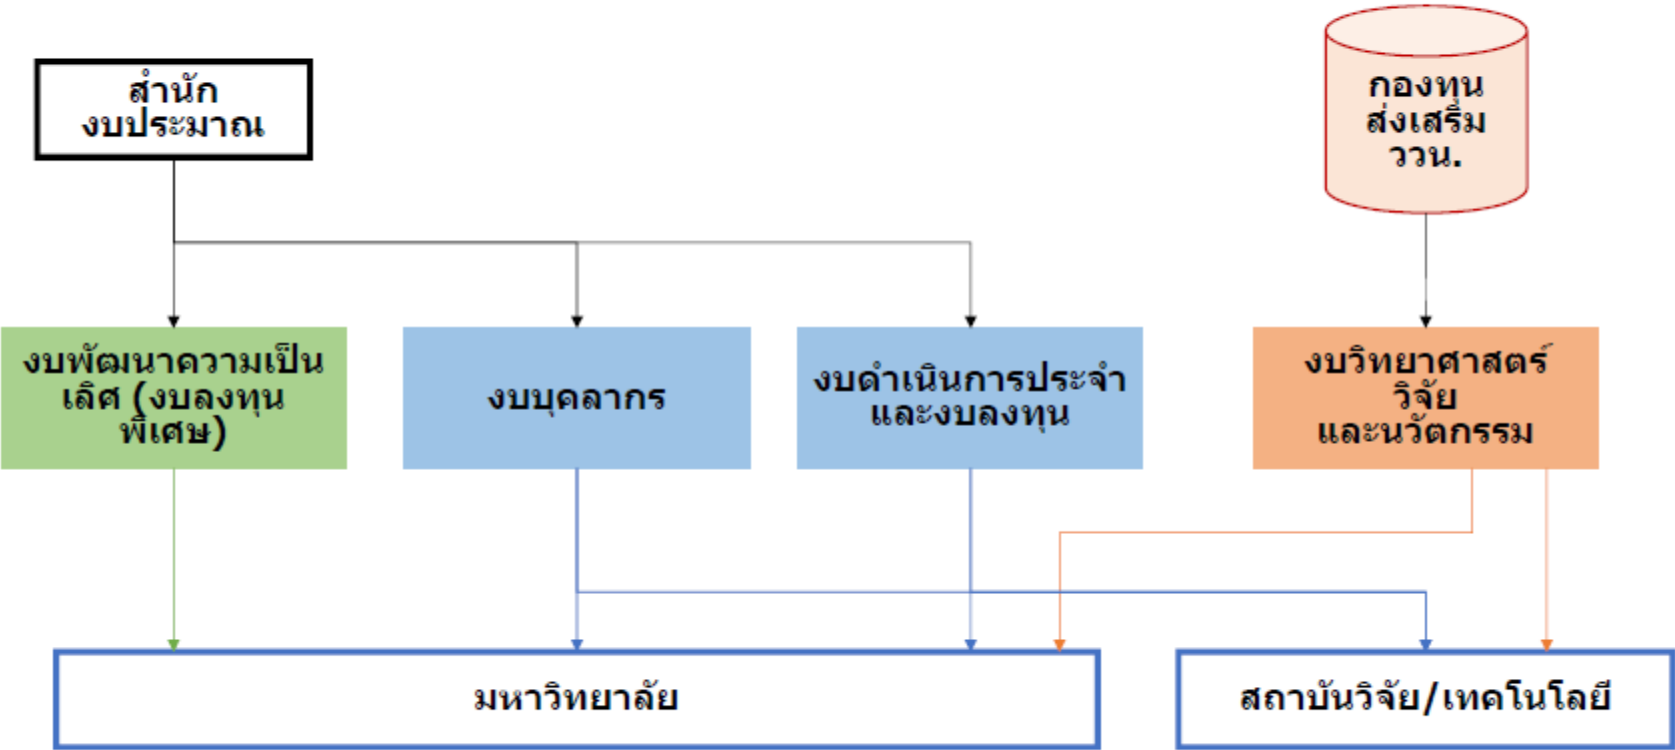 สำนัก
งบประมาณ
กองทุน
ส่งเสริม
ววน.
งบพัฒนาความเป็น
เลิศ (งบลงทุน
พิเศษ)
งบบุคลากร
งบดำเนินการประจำ
และงบลงทุน
งบวิทยาศาสตร์
วิจัย
และนวัตกรรม
มหาวิทยาลัย
สถาบันวิจัย/เทคโนโลยี